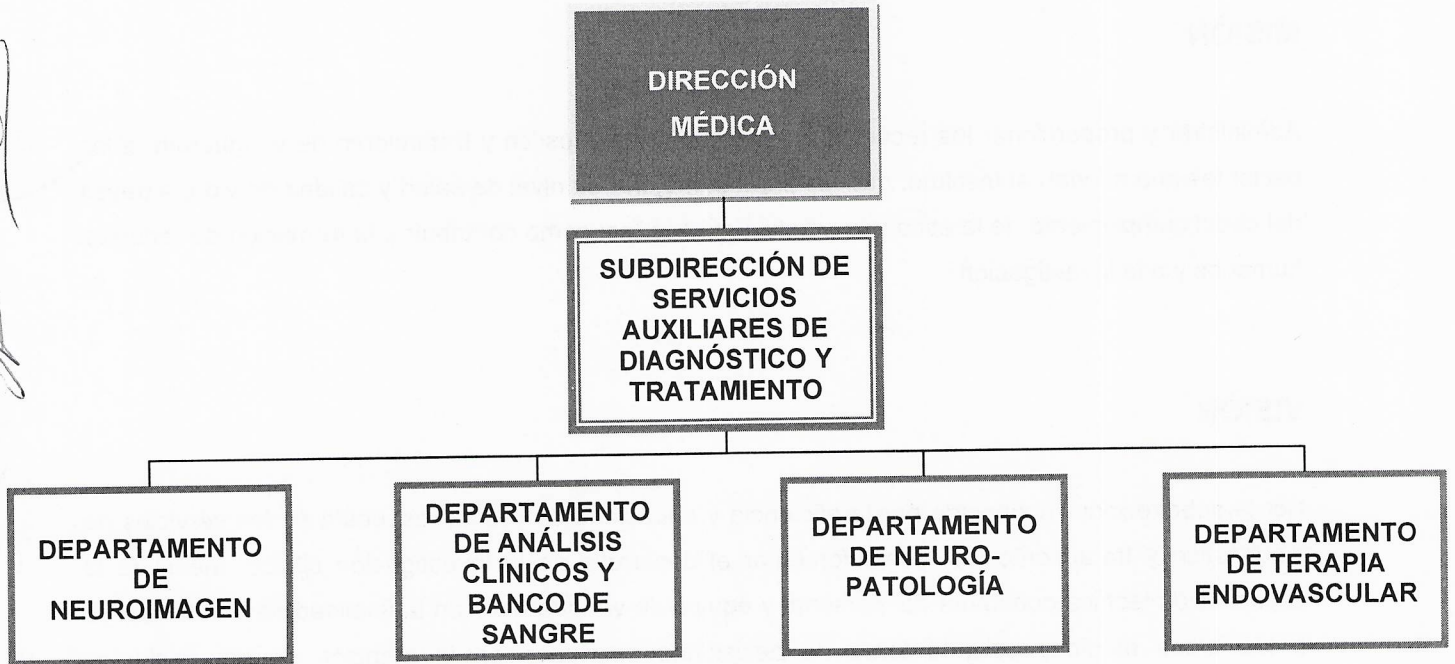 DIRECCIÓN
MÉDICA
SUBDIRECCIÓN DE
SERVICIOS
AUXILIARES DE
DIAGNÓSTICO Y
TRATAMIENTO
DEPARTAMENTO
DE
NEUROIMAGEN
DEPARTAMENTO
DE ANÁLISIS
CLÍNICOS Y
BANCO DE
SANGRE
DEPARTAMENTO
DE NEURO-
PATOLOGÍA
DEPARTAMENTO
DE TERAPIA
ENDOVASCULAR